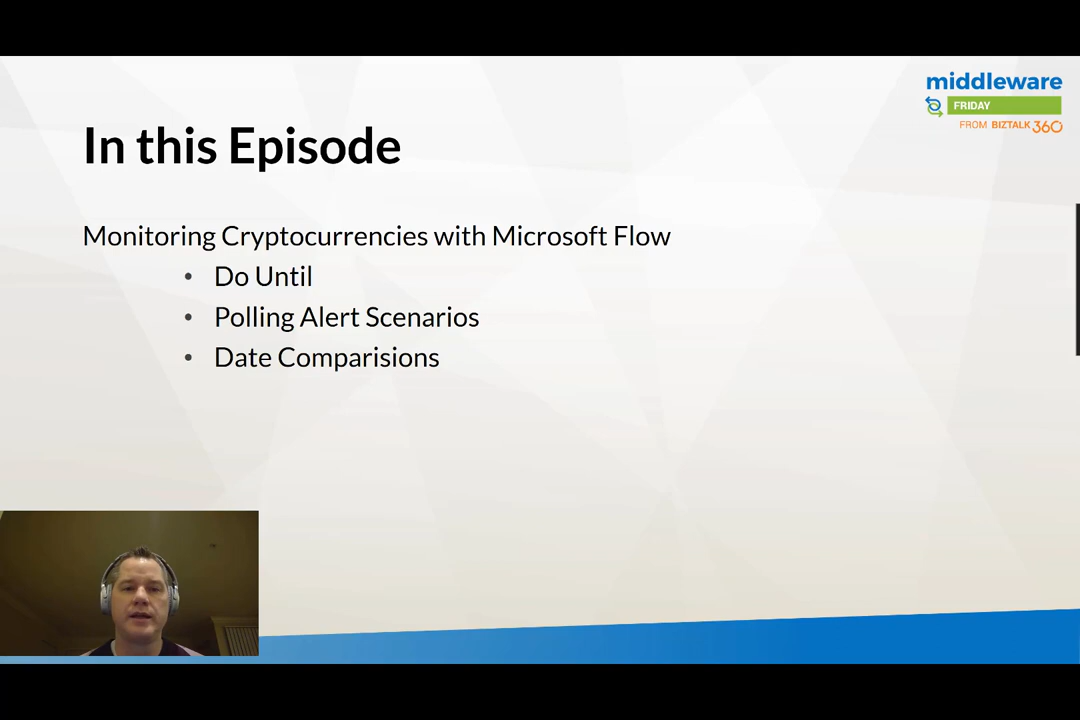 middleware
FRIDAY
FROM BIZTALK 360
In this Episode
Monitoring Cryptocurrencies with Microsoft Flow
• Do Until
• Polling Alert Scenarios
• Date Comparisions